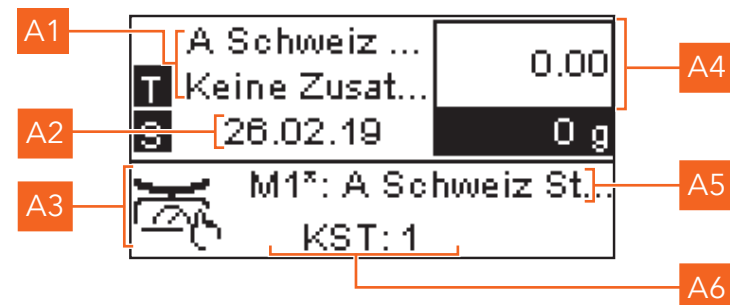 A1
A Schweiz ...
0.00
A4
T Keine Zusat...
A2
S 26.02.19
0 g
A3
M1*: A Schweiz St...
A5
KST: 1
A6